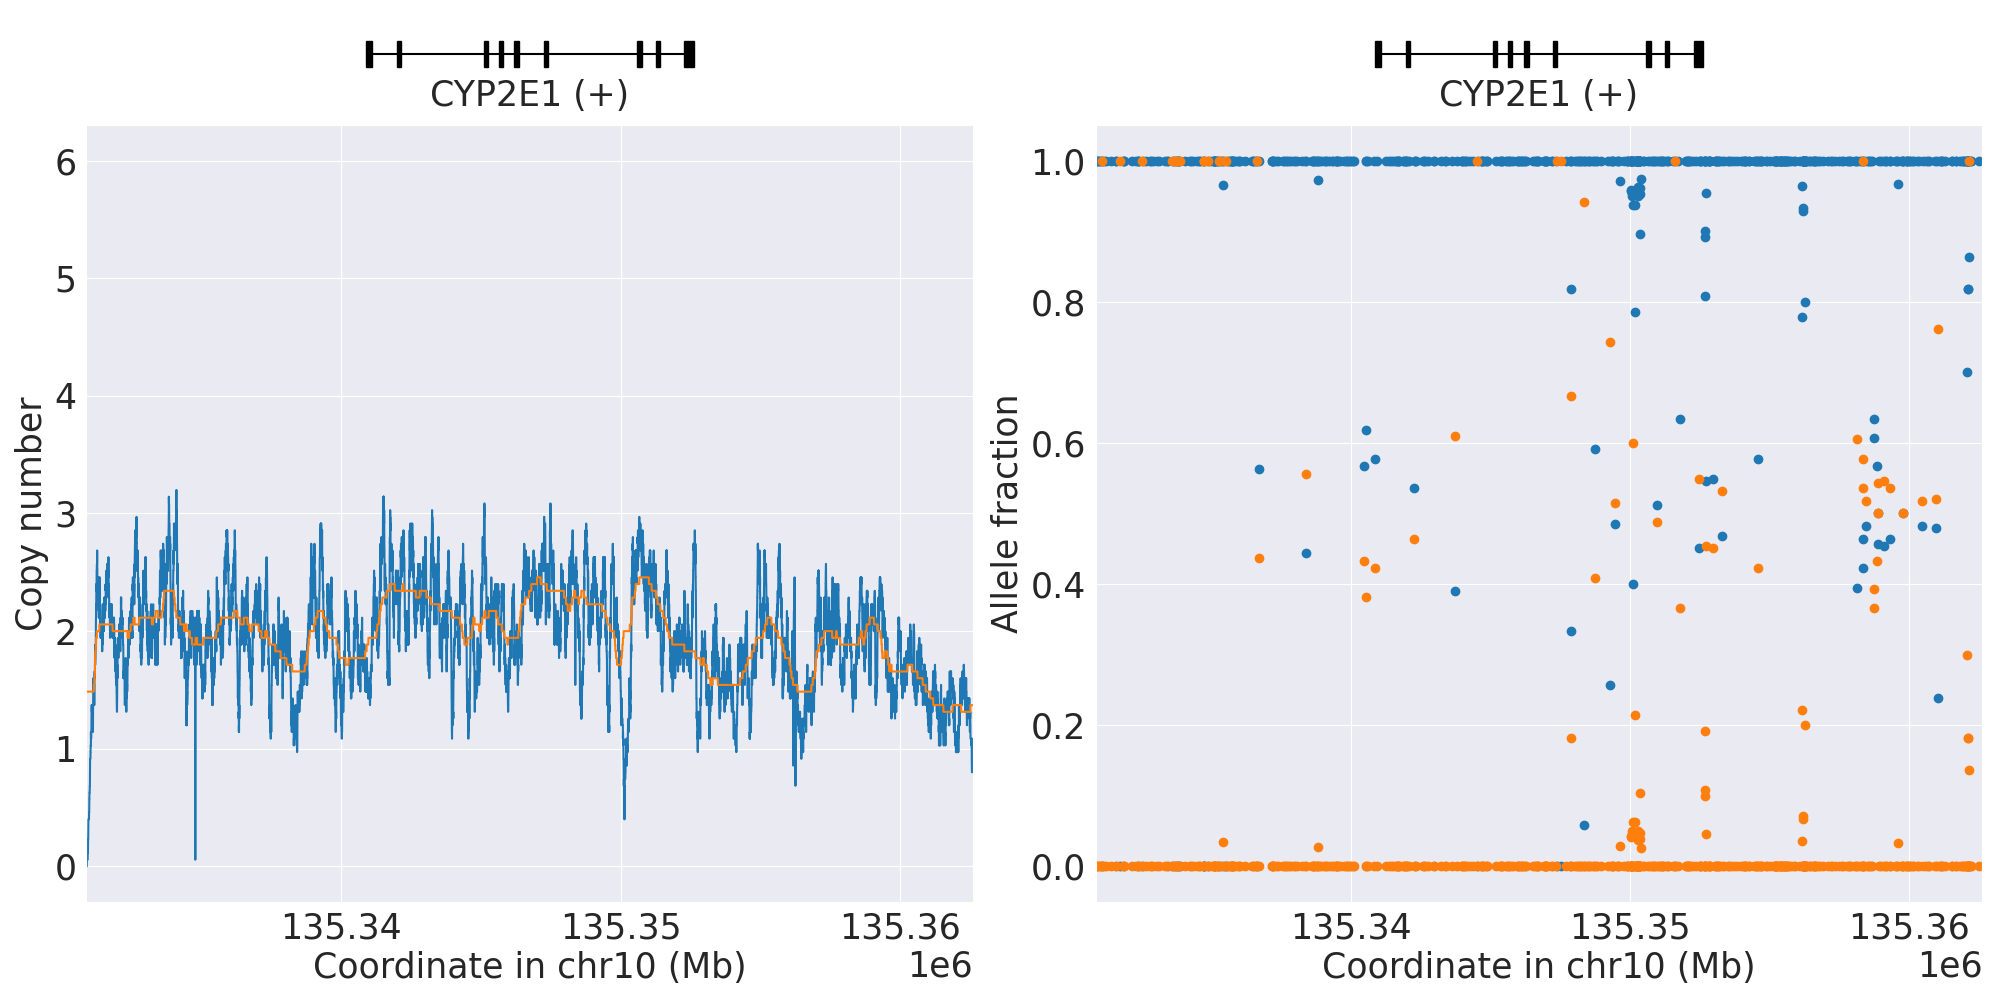 CYP2E1 (+)
6
5
4
3
2
1
0
Copy number
135.34 135.35 135.36
Coordinate in chr10 (Mb)
1e6
CYP2E1 (+)
1.0
0.8
0.6
0.4
0.2
0.0
Allele fraction
135.34 135.35 135.36
Coordinate in chr10 (Mb)
1e6